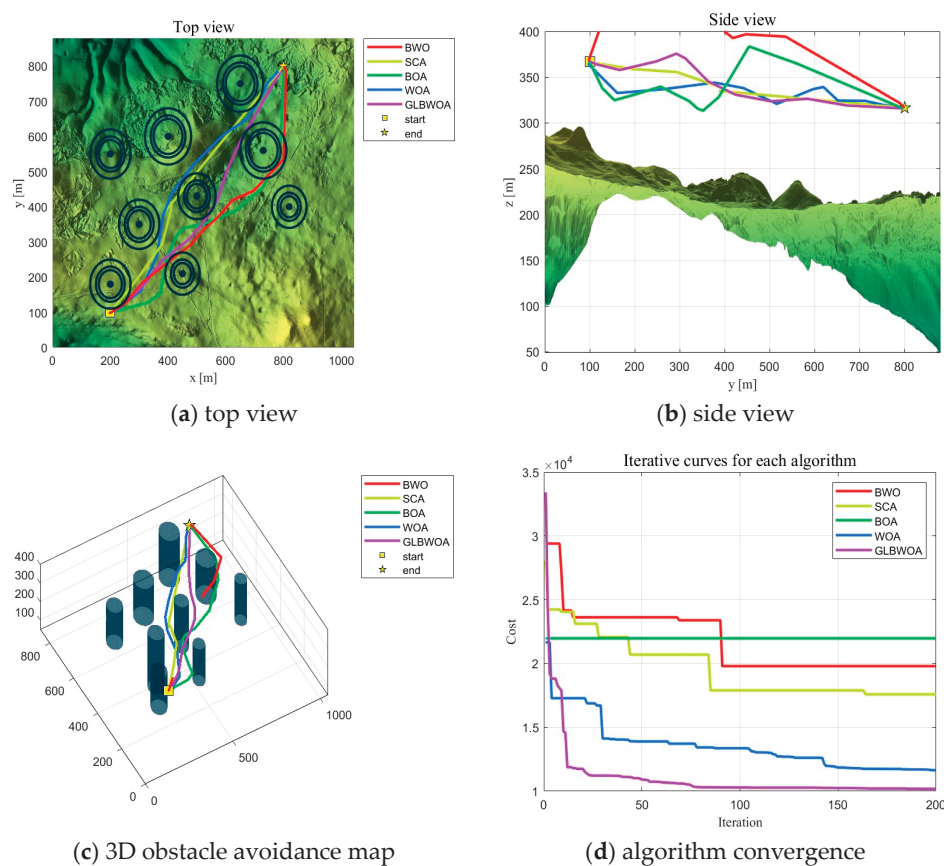 Top view
800
700
600
500
400
300
200
100
0
y [m]
0 200 400 600 800 1000
x [m]
BWO
SCA
BOA
WOA
GLBWOA
start
end
(a) top view
Side view
400
350
300
250
200
150
100
50
z [m]
0 100 200 300 400 500 600 700 800
y [m]
(b) side view
400
300
200
100
800
600
400
200
0
0
500
1000
BWO
SCA
BOA
WOA
GLBWOA
start
end
(c) 3D obstacle avoidance map
Iterative curves for each algorithm
×10⁴
3.5
3
2.5
2
1.5
1
Cost
0 50 100 150 200
Iteration
BWO
SCA
BOA
WOA
GLBWOA
(d) algorithm convergence